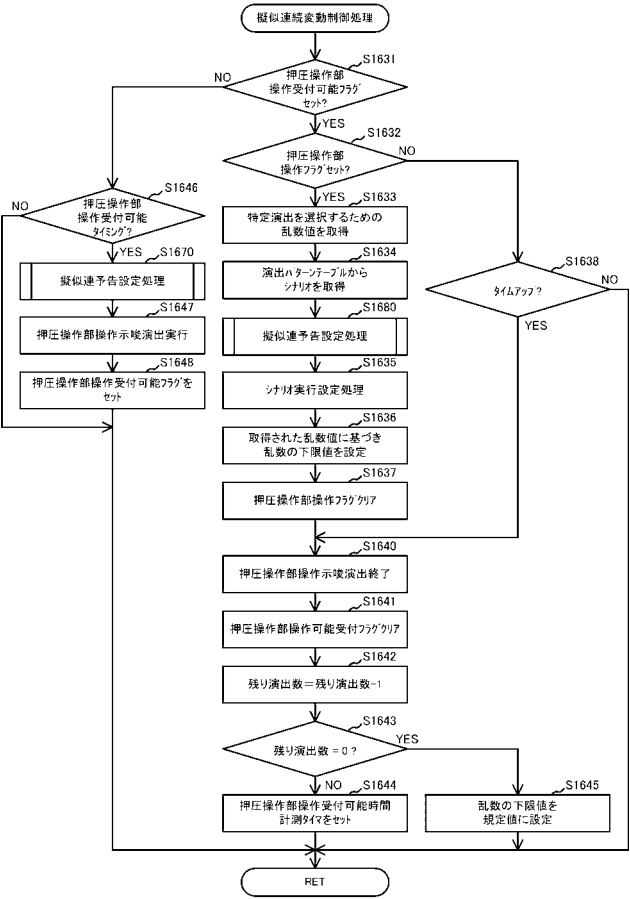 擬似連続変動制御処理
S1631
押圧操作部
操作受付可能フラグ
セット?
NO
YES
S1632
押圧操作部
操作フラグセット?
NO
YES
S1646
押圧操作部
操作受付可能
タイミング?
NO
YES
S1633
特定演出を選択するための
乱数値を取得
S1634
演出パターンテーブルから
シナリオを取得
S1638
タイムアップ?
NO
YES
S1670
擬似連予告設定処理
S1680
擬似連予告設定処理
S1647
押圧操作部操作示唆演出実行
S1635
シナリオ実行設定処理
S1648
押圧操作部操作受付可能フラグを
セット
S1636
取得された乱数値に基づき
乱数の下限値を設定
S1637
押圧操作部操作フラグクリア
S1640
押圧操作部操作示唆演出終了
S1641
押圧操作部操作可能受付フラグクリア
S1642
残り演出数=残り演出数-1
S1643
残り演出数=0?
YES
NO
S1644
押圧操作部操作受付可能時間
計測タイマをセット
S1645
乱数の下限値を
規定値に設定
RET